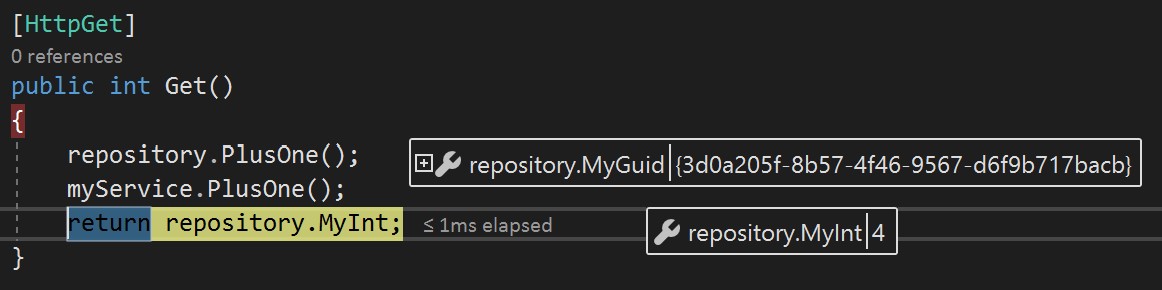 [HttpGet]
0 references
public int Get()
{
repository.PlusOne();
repository.MyGuid {3d0a205f-8b57-4f46-9567-d6f9b717bacb}
myService.PlusOne();
return repository.MyInt; ≤ 1ms elapsed
repository.MyInt 4
}